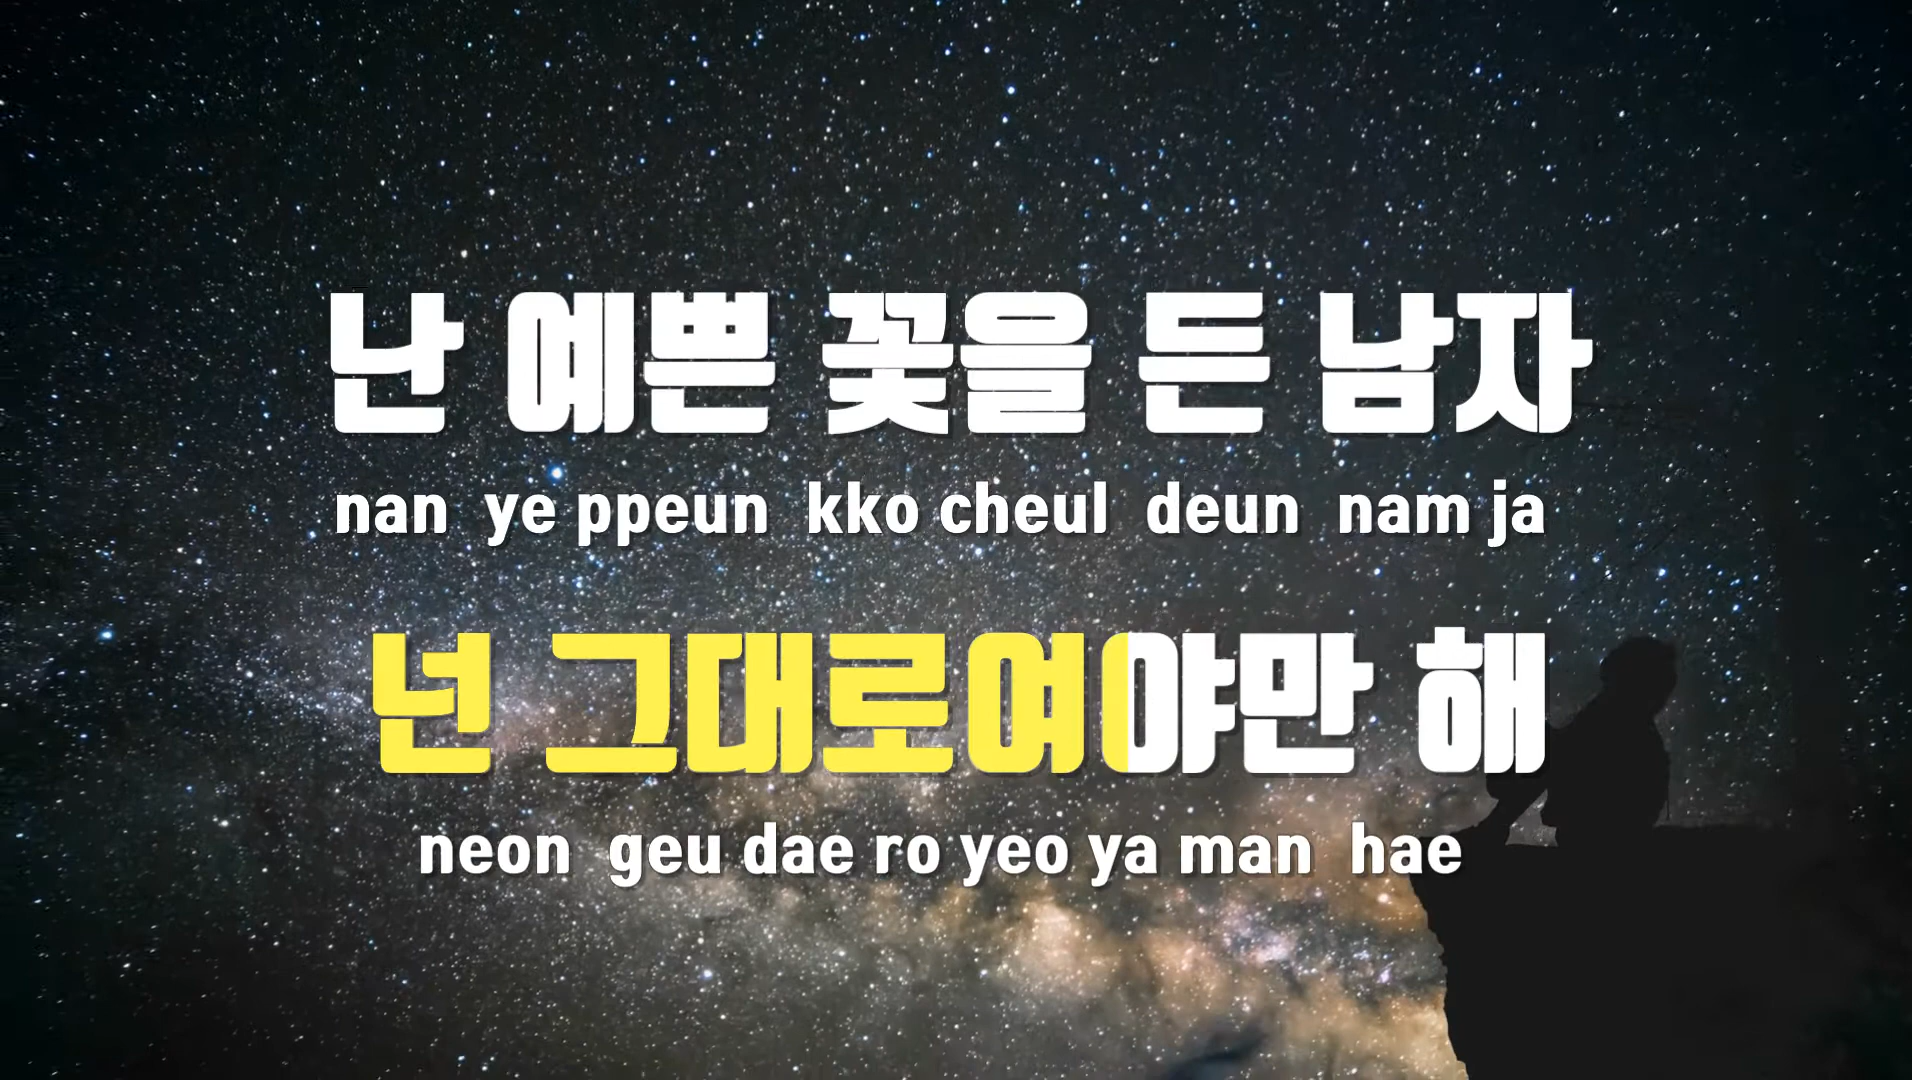 난 예쁜 꽃을 든 남자
nan ye ppeun kko cheul deun nam ja
넌 그대로여야만 해
neon geu dae ro yeo ya man hae